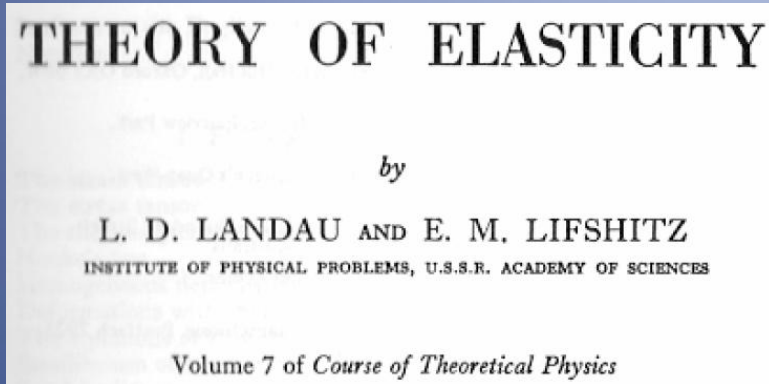 THEORY OF ELASTICITY
by
L. D. LANDAU AND E. M. LIFSHITZ
INSTITUTE OF PHYSICAL PROBLEMS, U.S.S.R. ACADEMY OF SCIENCES
Volume 7 of Course of Theoretical Physics